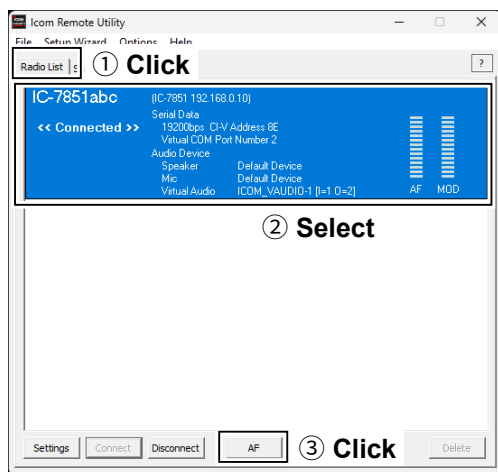 Icom Remote Utility
File Setup Wizard Options Help
Radio List
① Click
?
IC-7851abc
(IC-7851 192.168.0.10)
<< Connected >>
Serial Data
19200bps CI-V Address 8E
Virtual COM Port Number 2
Audio Device
Speaker Default Device
Mic Default Device
Virtual Audio ICOM_VAUDIO-1 [I=1 O=2]
AF MOD
② Select
Settings Connect Disconnect AF ③ Click Delete